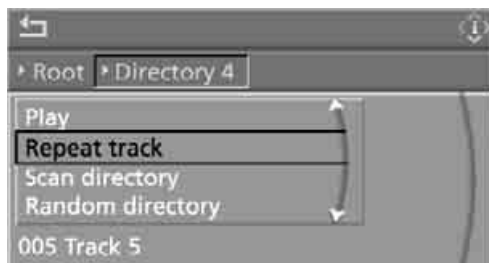 Root Directory 4
Play
Repeat track
Scan directory
Random directory
005 Track 5